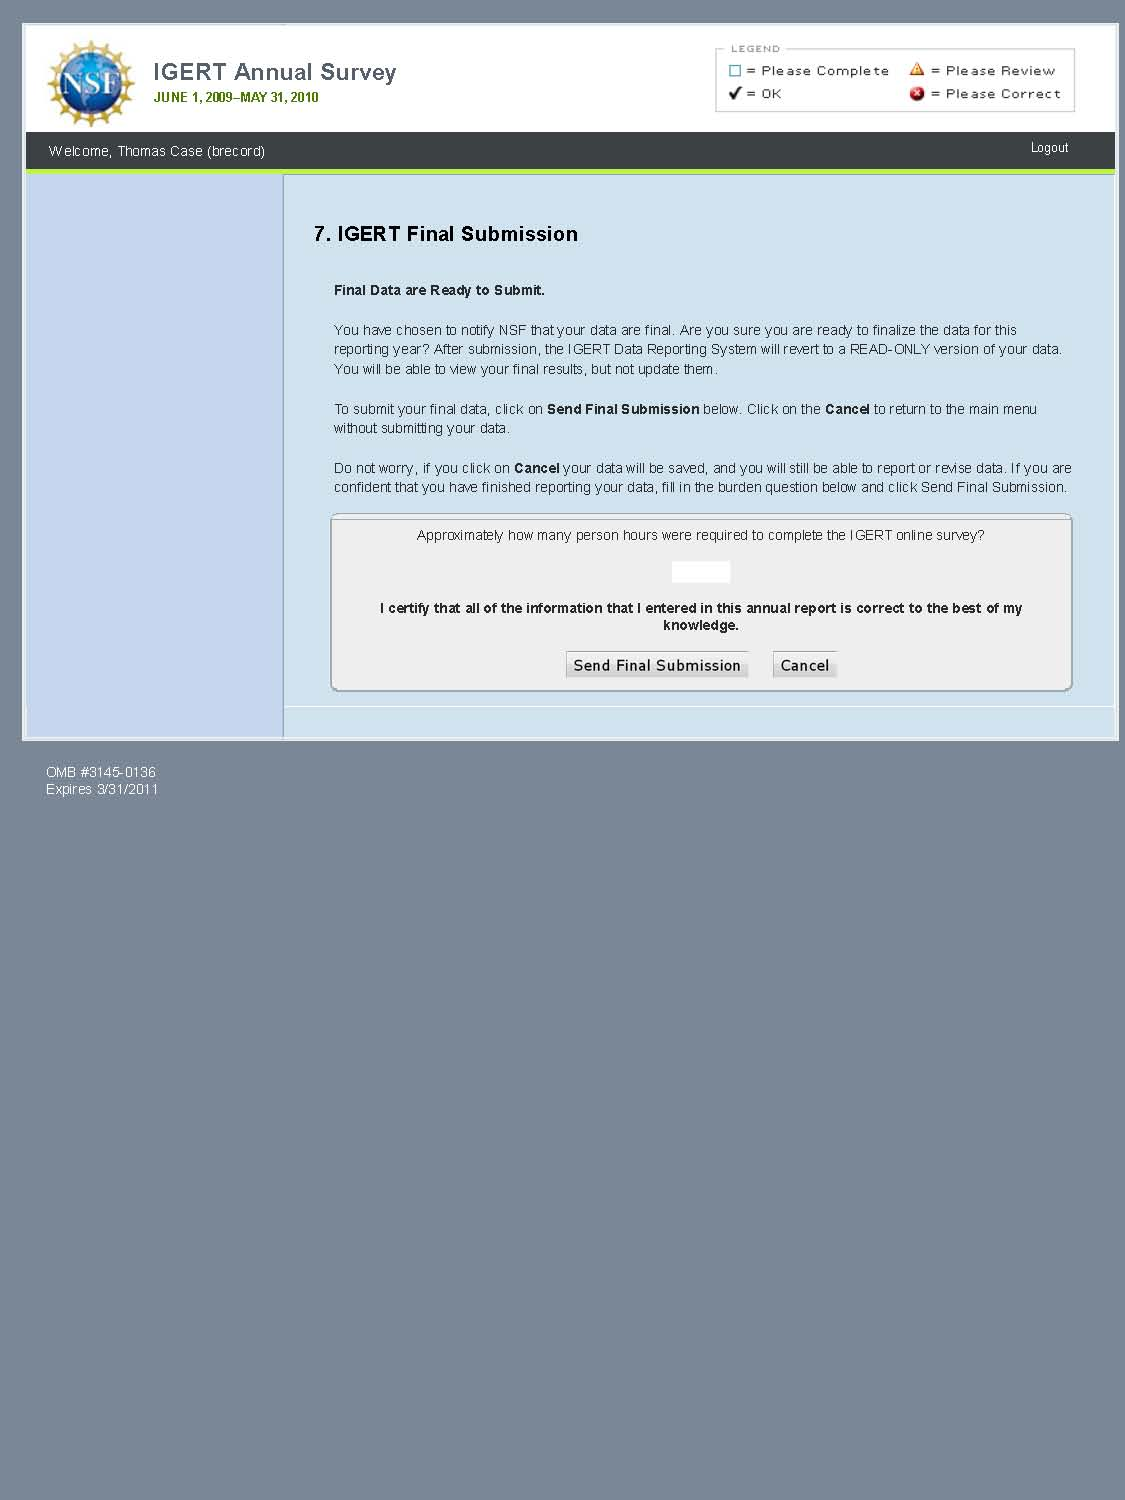 NSF
IGERT Annual Survey
JUNE 1, 2009–MAY 31, 2010
LEGEND
= Please Complete
= Please Review
= OK
= Please Correct
Welcome, Thomas Case (brecord)
Logout
7. IGERT Final Submission
Final Data are Ready to Submit.
You have chosen to notify NSF that your data are final. Are you sure you are ready to finalize the data for this
reporting year? After submission, the IGERT Data Reporting System will revert to a READ-ONLY version of your data.
You will be able to view your final results, but not update them.
To submit your final data, click on Send Final Submission below. Click on the Cancel to return to the main menu
without submitting your data.
Do not worry, if you click on Cancel your data will be saved, and you will still be able to report or revise data. If you are
confident that you have finished reporting your data, fill in the burden question below and click Send Final Submission.
Approximately how many person hours were required to complete the IGERT online survey?
I certify that all of the information that I entered in this annual report is correct to the best of my
knowledge.
Send Final Submission
Cancel
OMB #3145-0136
Expires 3/31/2011